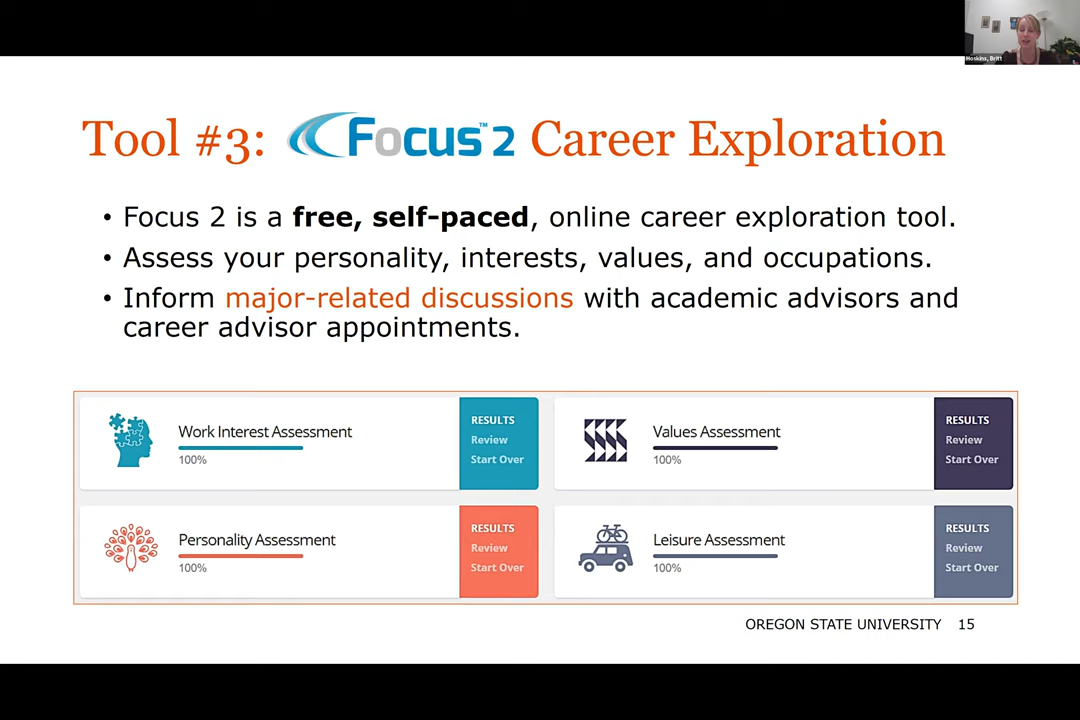 Hoskins, Britt
Tool #3: Focus™ 2 Career Exploration
• Focus 2 is a free, self-paced, online career exploration tool.
• Assess your personality, interests, values, and occupations.
• Inform major-related discussions with academic advisors and
career advisor appointments.
Work Interest Assessment
100%
RESULTS
Review
Start Over
Values Assessment
100%
RESULTS
Review
Start Over
Personality Assessment
100%
RESULTS
Review
Start Over
Leisure Assessment
100%
RESULTS
Review
Start Over
OREGON STATE UNIVERSITY 15